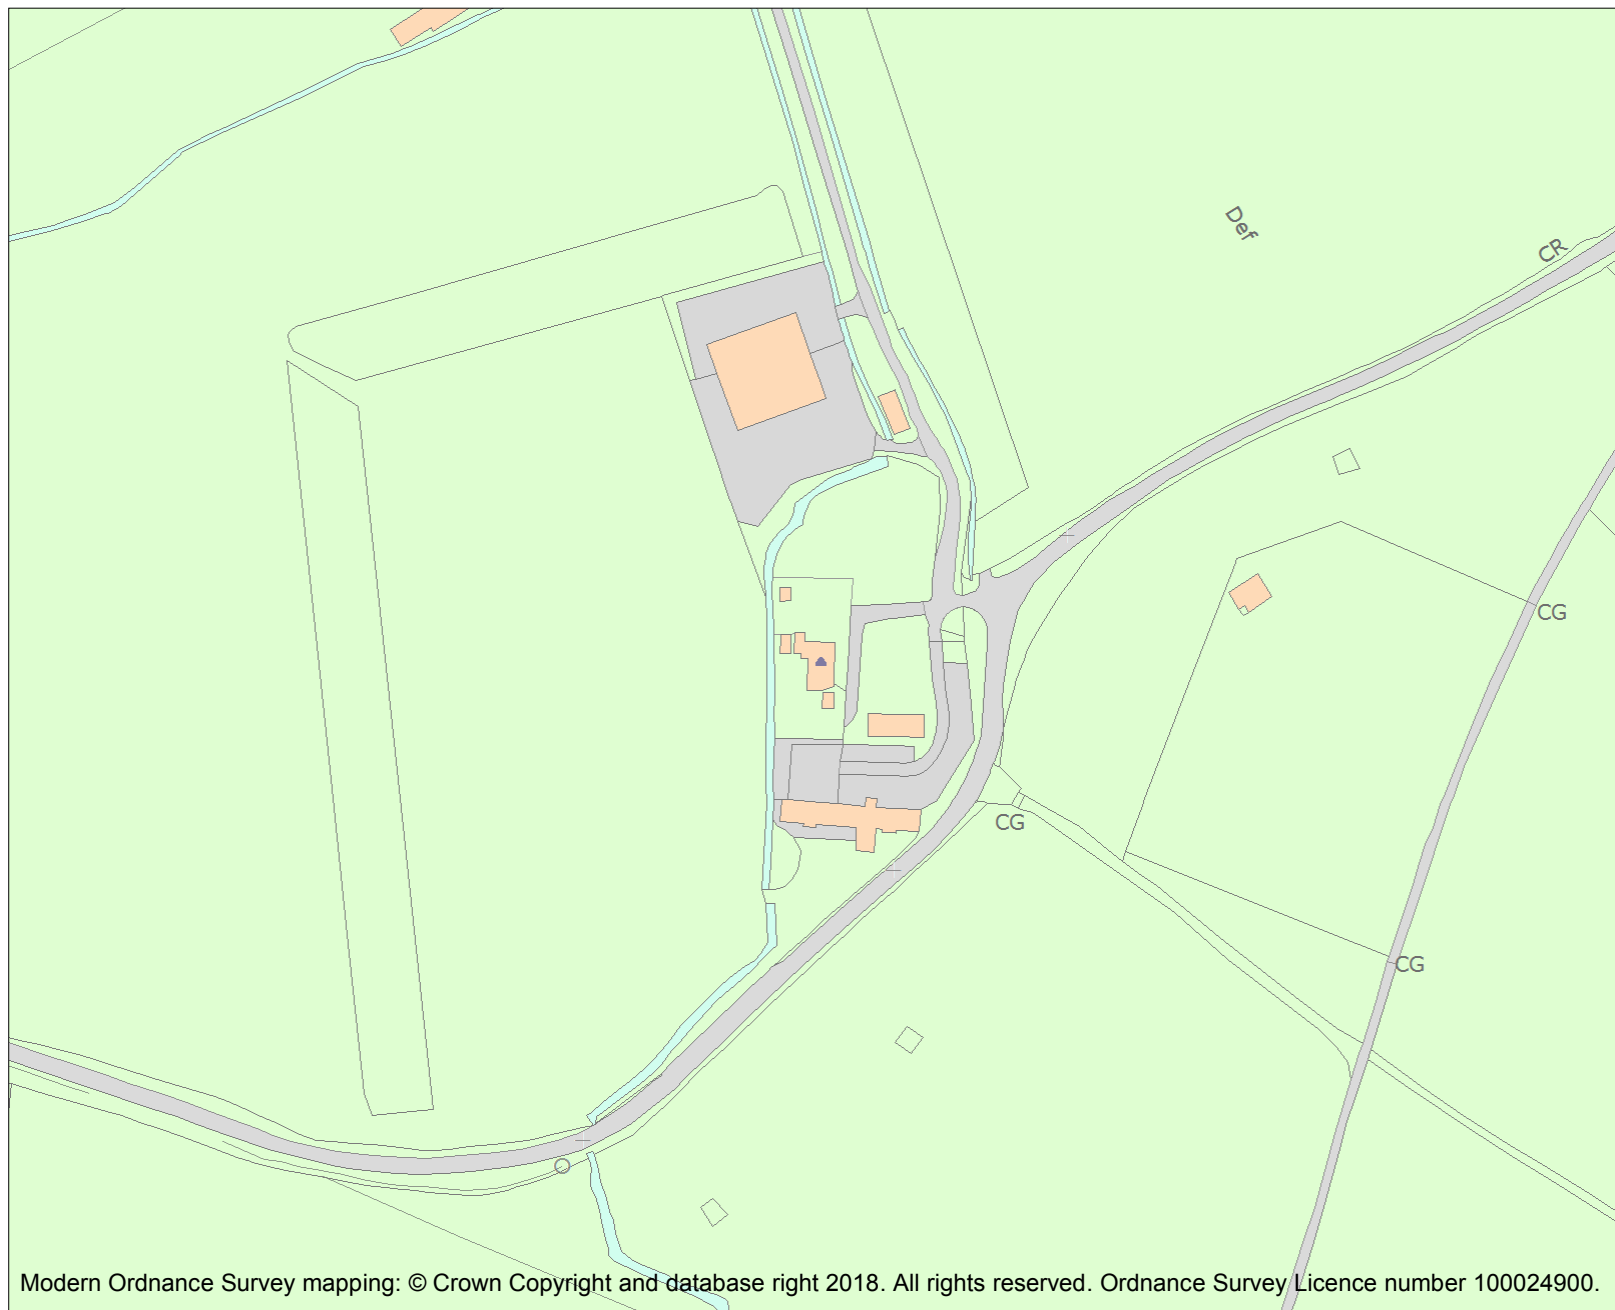 Def
CR
CG
CG
CG
Modern Ordnance Survey mapping: © Crown Copyright and database right 2018. All rights reserved. Ordnance Survey Licence number 100024900.